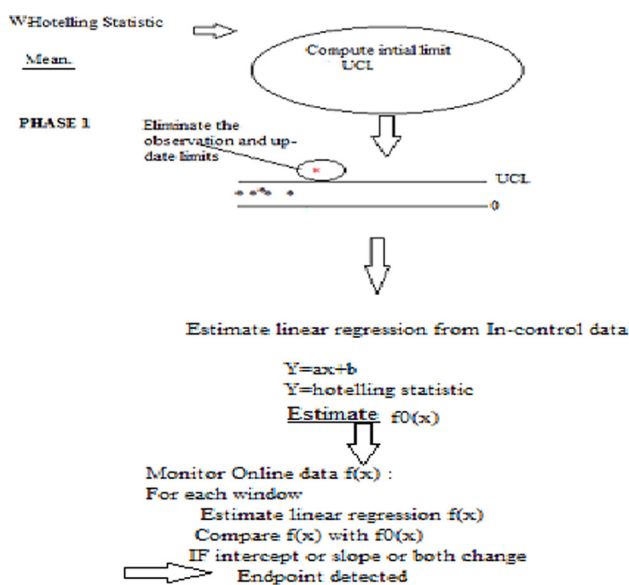 WHotelling Statistic
Mean.
Compute intial limit
UCL
PHASE 1
Eliminate the
observation and up-
date limits
UCL
0
Estimate linear regression from In-control data
Y=ax+b
Y=hotelling statistic
Estimate f0(x)
Monitor Online data f(x) :
For each window
Estimate linear regression f(x)
Compare f(x) with f0(x)
IF intercept or slope or both change
Endpoint detected